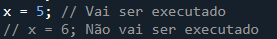 x = 5; // Vai ser executado
// x = 6; Não vai ser executado